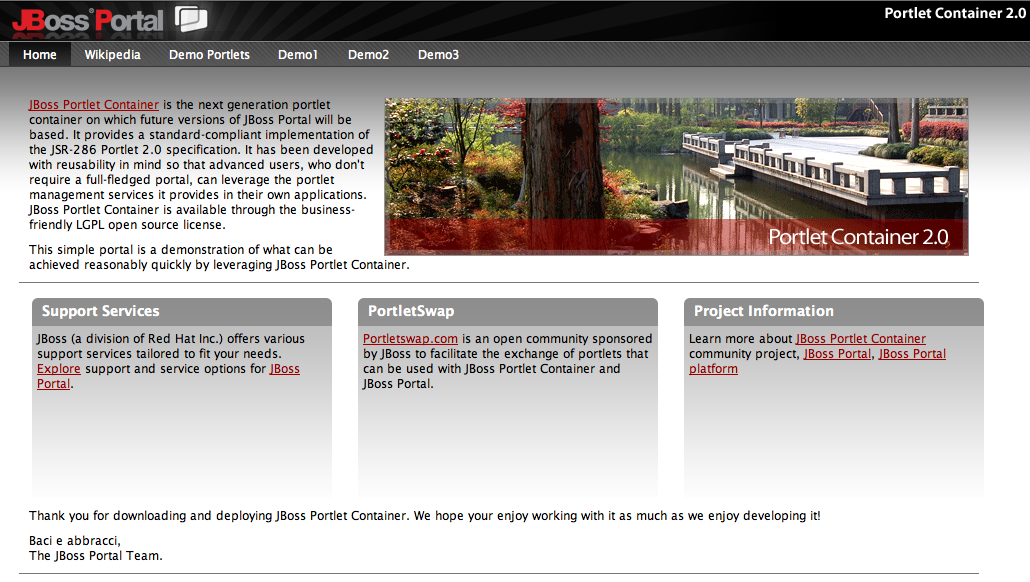 JBoss® Portal
Portlet Container 2.0
Home Wikipedia Demo Portlets Demo1 Demo2 Demo3
JBoss Portlet Container is the next generation portlet
container on which future versions of JBoss Portal will be
based. It provides a standard-compliant implementation of
the JSR-286 Portlet 2.0 specification. It has been developed
with reusability in mind so that advanced users, who don't
require a full-fledged portal, can leverage the portlet
management services it provides in their own applications.
JBoss Portlet Container is available through the business-
friendly LGPL open source license.
Portlet Container 2.0
This simple portal is a demonstration of what can be
achieved reasonably quickly by leveraging JBoss Portlet Container.
Support Services
JBoss (a division of Red Hat Inc.) offers various
support services tailored to fit your needs.
Explore support and service options for JBoss
Portal.
PortletSwap
Portletswap.com is an open community sponsored
by JBoss to facilitate the exchange of portlets that
can be used with JBoss Portlet Container and
JBoss Portal.
Project Information
Learn more about JBoss Portlet Container
community project, JBoss Portal, JBoss Portal
platform
Thank you for downloading and deploying JBoss Portlet Container. We hope your enjoy working with it as much as we enjoy developing it!
Baci e abbracci,
The JBoss Portal Team.